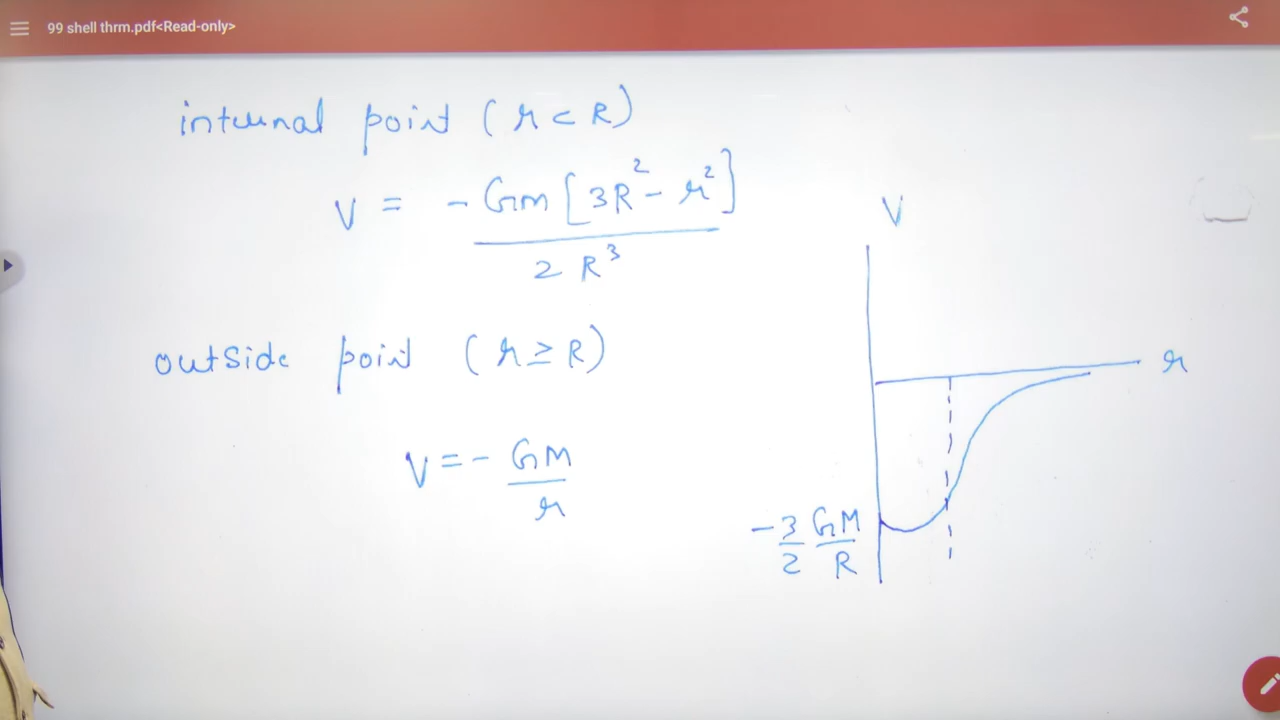 99 shell thrm.pdf<Read-only>
internal point (r < R)
V = -GM[3R² - r²]
2R³
V
outside point (r ≥ R)
r
V = - GM
r
-3 GM
2 R